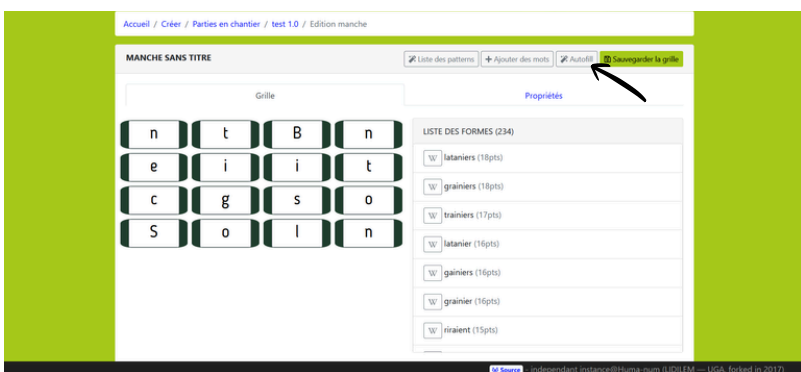 Accueil / Créer / Parties en chantier / test 1.0 / Edition manche
MANCHE SANS TITRE
Liste des patterns
+ Ajouter des mots
Autofill
Sauvegarder la grille
Grille
Propriétés
n t B n
e i i t
c g s o
S o l n
LISTE DES FORMES (234)
W lataniers (18pts)
W grainiers (18pts)
W trainiers (17pts)
W latanier (16pts)
W gainiers (16pts)
W grainier (16pts)
W riraient (15pts)
Source - independant instance@Huma-num (LIDILEM — UGA, forked in 2017)